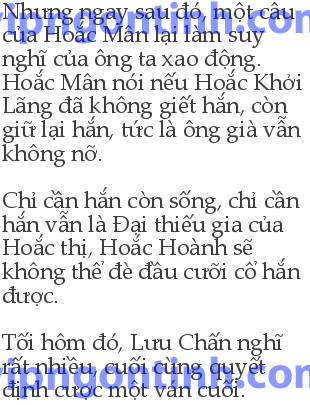 Nhưng ngay sau đó, một câu
của Hoắc Mân lại làm suy
nghĩ của ông ta xao động.
Hoắc Mân nói nếu Hoắc Khởi
Lãng đã không giết hắn, còn
giữ lại hắn, tức là ông già vẫn
không nỡ.
Chỉ cần hắn còn sống, chỉ cần
hắn vẫn là Đại thiếu gia của
Hoắc thị, Hoắc Hoành sẽ
không thể đè đầu cưỡi cổ hắn
được.
Tối hôm đó, Lưu Chấn nghĩ
rất nhiều, cuối cùng quyết
định cược một ván cuối.